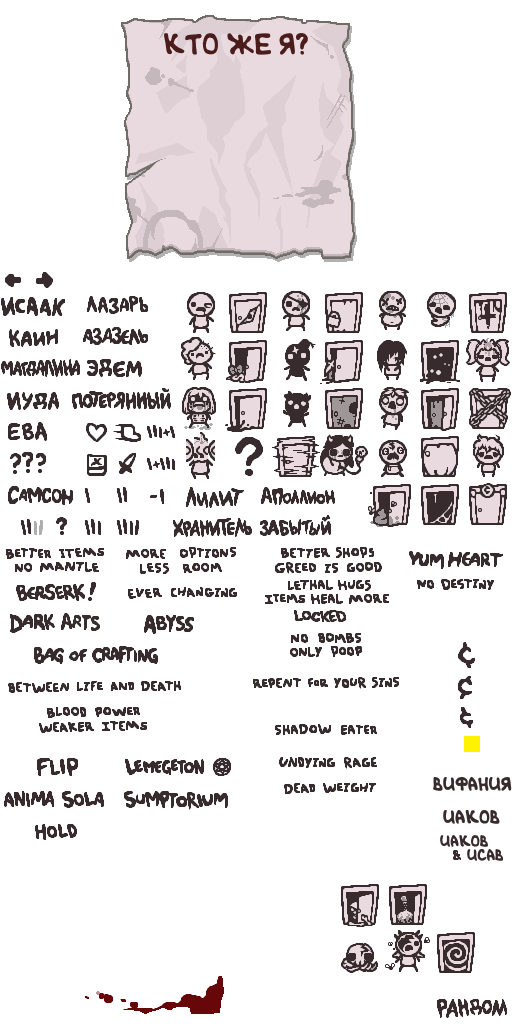 КТО ЖЕ Я?
ИСААК ЛАЗАРЬ
КАИН АЗАЗЕЛЬ
МАГДАЛИНА ЭДЕМ
ИУДА ПОТЕРЯННЫЙ
ЕВА
???
?
САМСОН ЛИЛИТ АПОЛЛИОН
? ХРАНИТЕЛЬ ЗАБЫТЫЙ
BETTER ITEMS
NO MANTLE
MORE OPTIONS
LESS ROOM
BETTER SHOPS
GREED IS GOOD
YUM HEART
BERSERK!
EVER CHANGING
LETHAL HUGS
ITEMS HEAL MORE
NO DESTINY
LOCKED
DARK ARTS
ABYSS
NO BOMBS
ONLY POOP
BAG OF CRAFTING
¢
BETWEEN LIFE AND DEATH
REPENT FOR YOUR SINS
¢
BLOOD POWER
WEAKER ITEMS
¢
SHADOW EATER
FLIP
LEMEGETON
UNDYING RAGE
ANIMA SOLA
SUMPTORIUM
DEAD WEIGHT
ВИФАНИЯ
HOLD
ИАКОВ
ИАКОВ
& ИСАВ
РАНДОМ